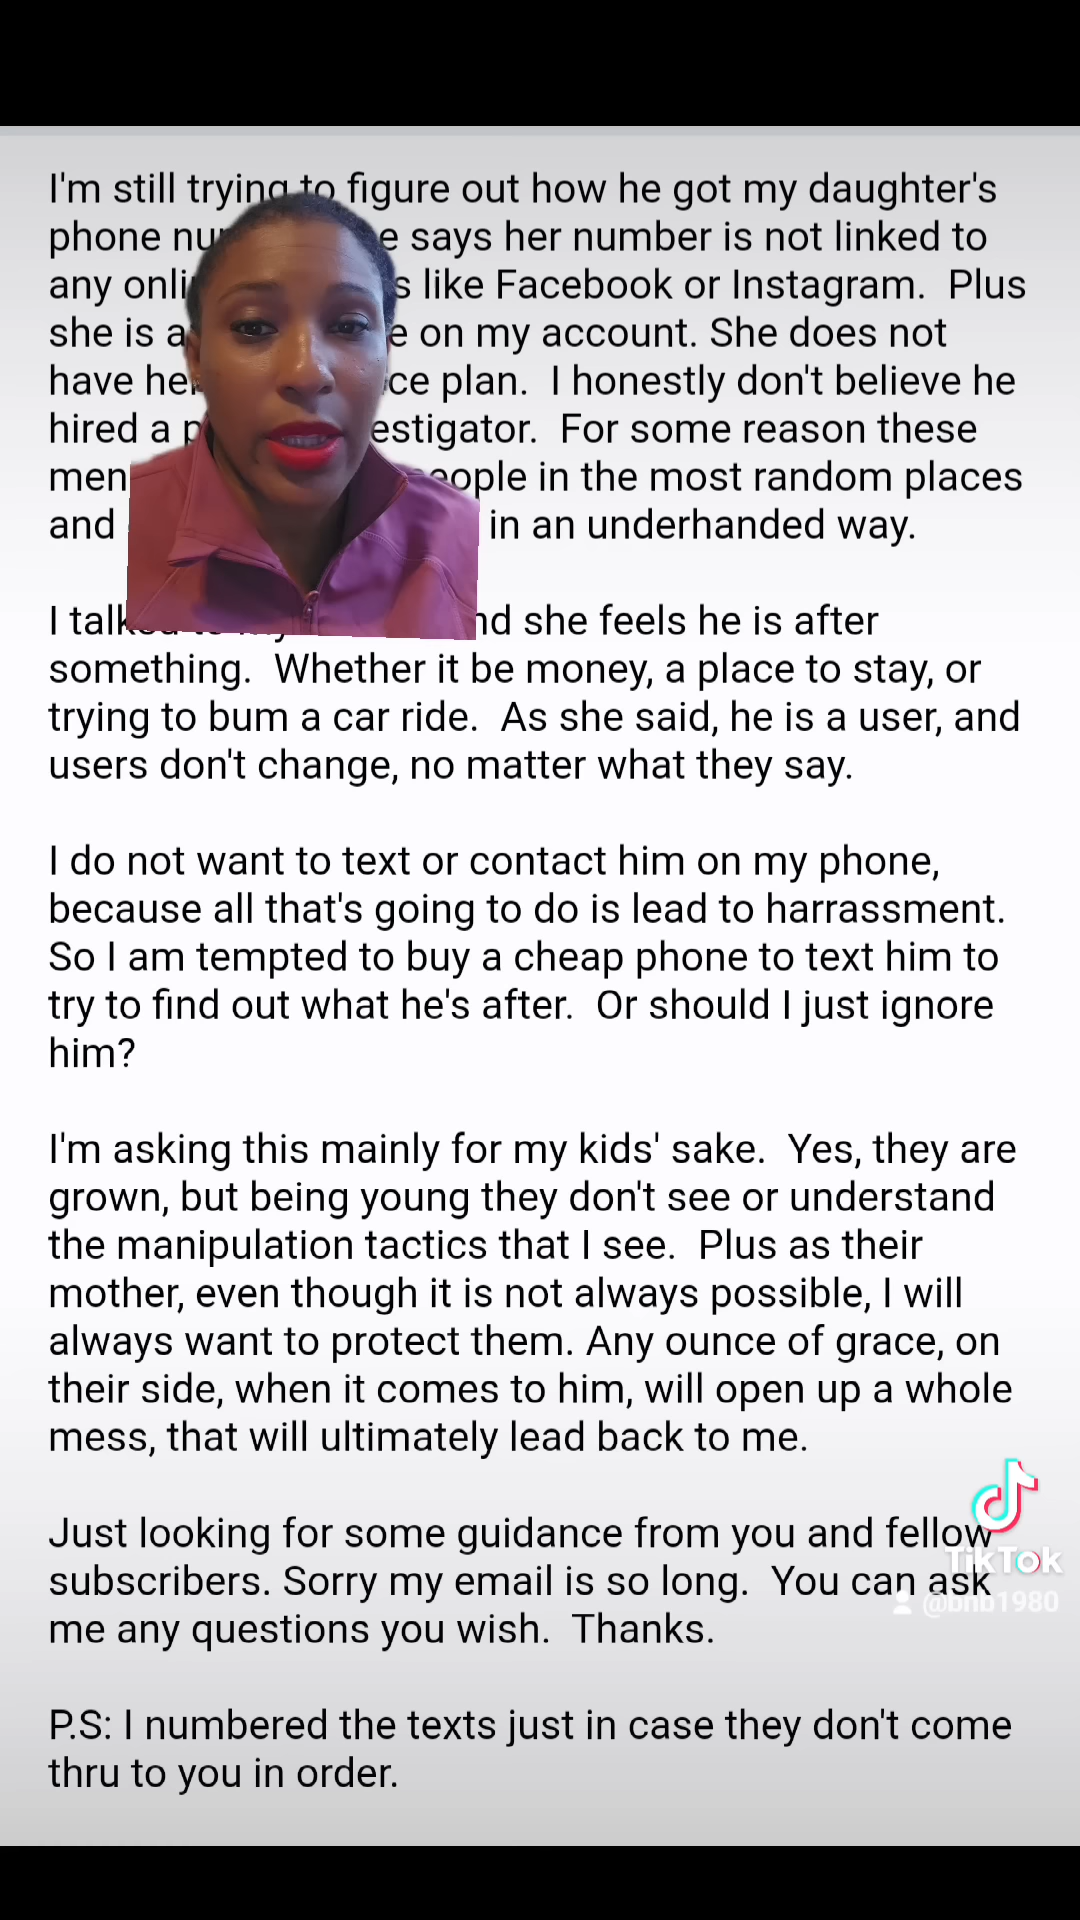 I'm still trying to figure out how he got my daughter's
phone says her number is not linked to
any like Facebook or Instagram. Plus
she is on my account. She does not
have plan. I honestly don't believe he
hired a For some reason these
men in the most random places
and in an underhanded way.
I she feels he is after
something. Whether it be money, a place to stay, or
trying to bum a car ride. As she said, he is a user, and
users don't change, no matter what they say.
I do not want to text or contact him on my phone,
because all that's going to do is lead to harrassment.
So I am tempted to buy a cheap phone to text him to
try to find out what he's after. Or should I just ignore
him?
I'm asking this mainly for my kids' sake. Yes, they are
grown, but being young they don't see or understand
the manipulation tactics that I see. Plus as their
mother, even though it is not always possible, I will
always want to protect them. Any ounce of grace, on
their side, when it comes to him, will open up a whole
mess, that will ultimately lead back to me.
Just looking for some guidance from you and fellow
subscribers. Sorry my email is so long. You can ask
me any questions you wish. Thanks.
P.S: I numbered the texts just in case they don't come
thru to you in order.
TikTok
@bnb1980